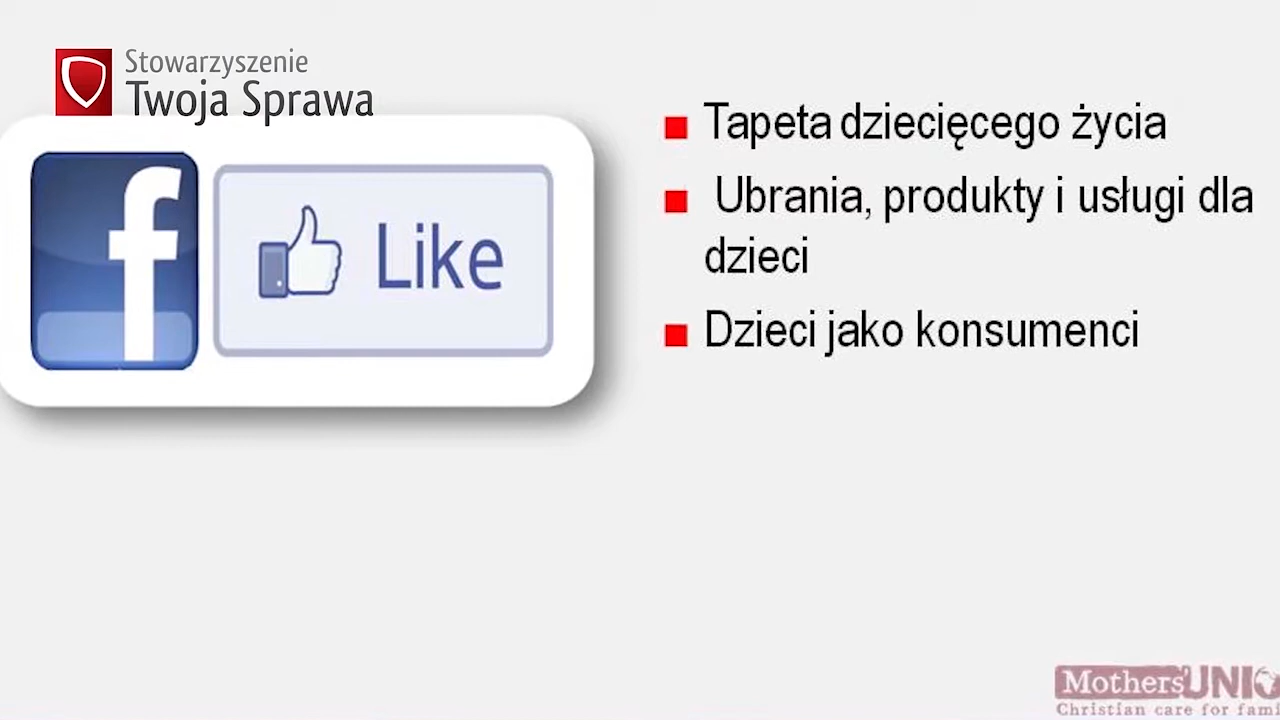 Stowarzyszenie
Twoja Sprawa
f
Like
Tapeta dziecięcego życia
Ubrania, produkty i usługi dla
dzieci
Dzieci jako konsumenci
Mothers'
Christian care for